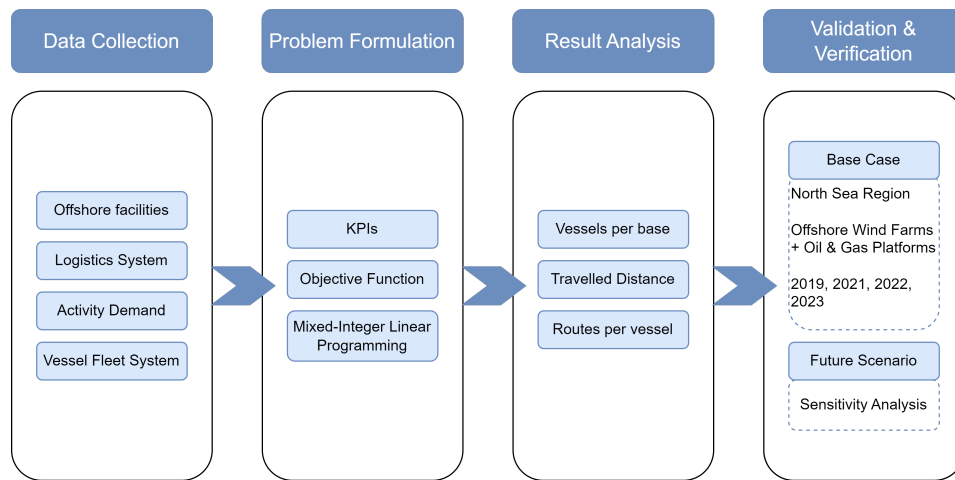 Data Collection
Problem Formulation
Result Analysis
Validation &
Verification
Offshore facilities
Logistics System
Activity Demand
Vessel Fleet System
KPIs
Objective Function
Mixed-Integer Linear
Programming
Vessels per base
Travelled Distance
Routes per vessel
Base Case
North Sea Region
Offshore Wind Farms
+ Oil & Gas Platforms
2019, 2021, 2022,
2023
Future Scenario
Sensitivity Analysis